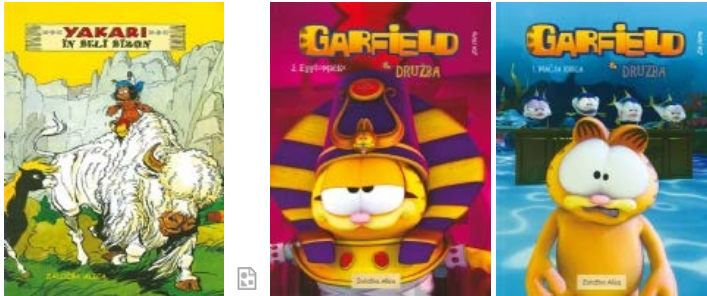 YAKARI
IN BELI BIZON
ZALOŽBA ALICA
GARFIELD
& DRUŽBA
Založba Alica
GARFIELD
& DRUŽBA
Založba Alica